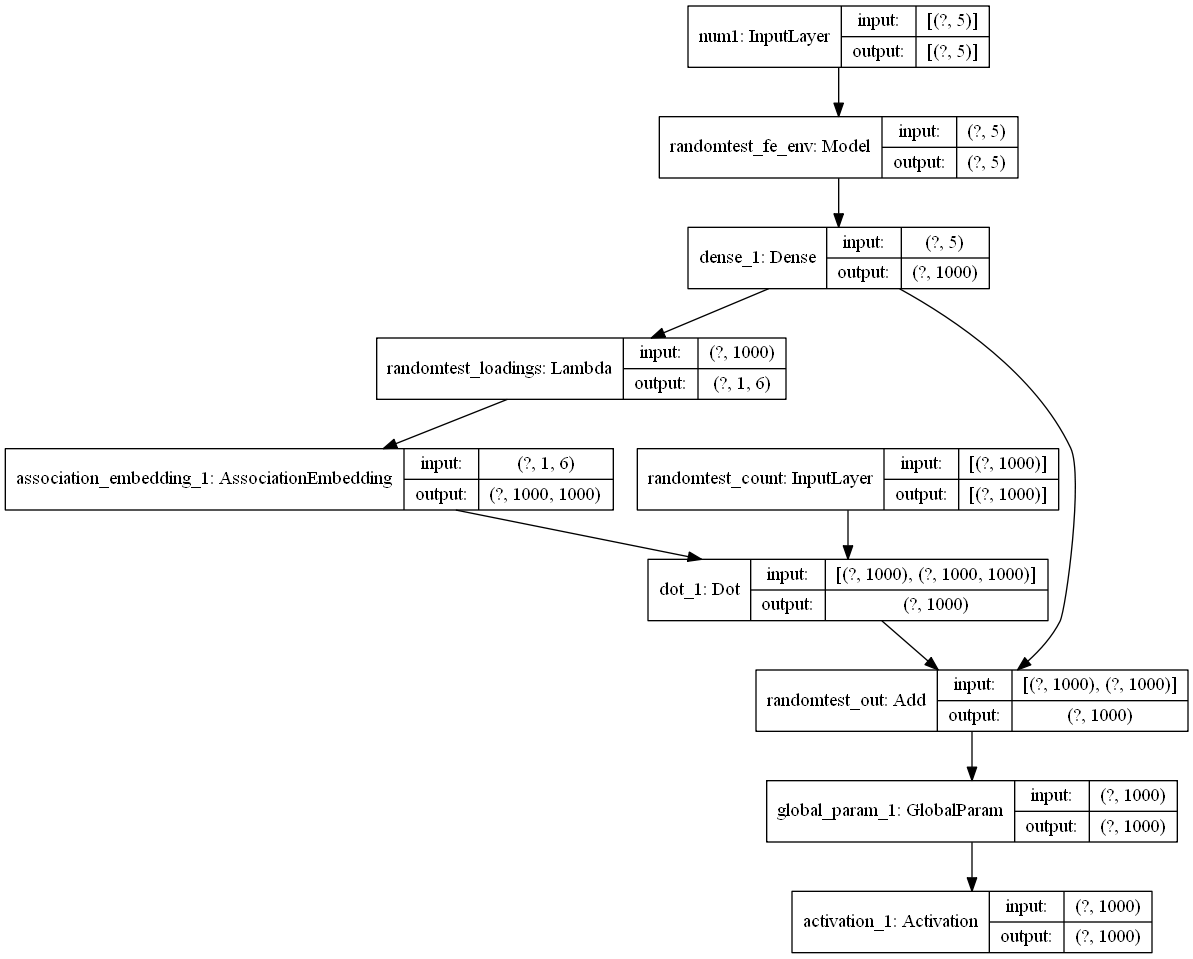 num1: InputLayer
input: [(?, 5)]
output: [(?, 5)]
randomtest_fe_env: Model
input: (?, 5)
output: (?, 5)
dense_1: Dense
input: (?, 5)
output: (?, 1000)
randomtest_loadings: Lambda
input: (?, 1000)
output: (?, 1, 6)
association_embedding_1: AssociationEmbedding
input: (?, 1, 6)
output: (?, 1000, 1000)
randomtest_count: InputLayer
input: [(?, 1000)]
output: [(?, 1000)]
dot_1: Dot
input: [(?, 1000), (?, 1000, 1000)]
output: (?, 1000)
randomtest_out: Add
input: [(?, 1000), (?, 1000)]
output: (?, 1000)
global_param_1: GlobalParam
input: (?, 1000)
output: (?, 1000)
activation_1: Activation
input: (?, 1000)
output: (?, 1000)